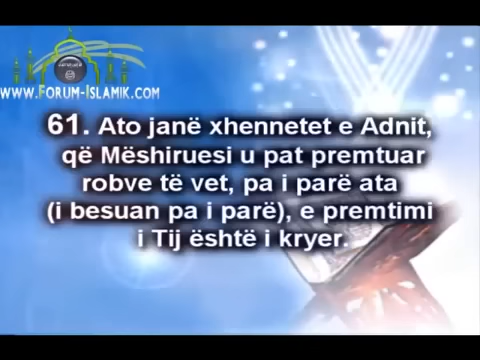 www.Forum-Islamik.com
61. Ato janë xhennetet e Adnit,
që Mëshiruesi u pat premtuar
robve të vet, pa i parë ata
(i besuan pa i parë), e premtimi
i Tij është i kryer.